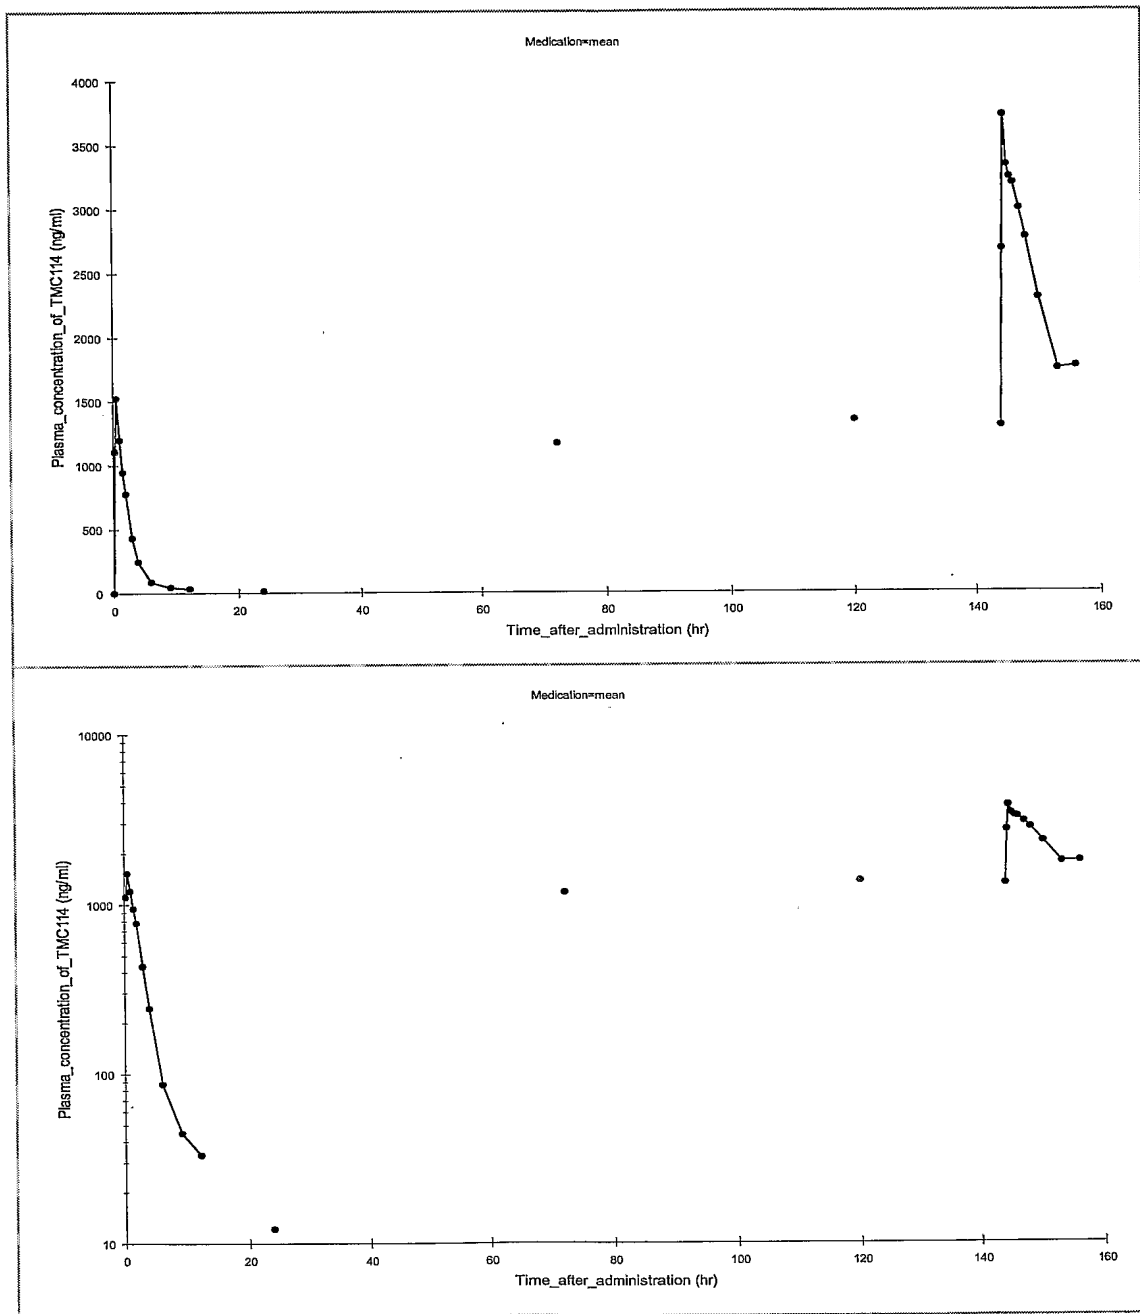 Medication=mean
4000
3500
3000
2500
2000
1500
1000
500
0
Plasma_concentration_of_TMC114 (ng/ml)
0 20 40 60 80 100 120 140 160
Time_after_administration (hr)
Medication=mean
10000
1000
100
10
Plasma_concentration_of_TMC114 (ng/ml)
0 20 40 60 80 100 120 140 160
Time_after_administration (hr)